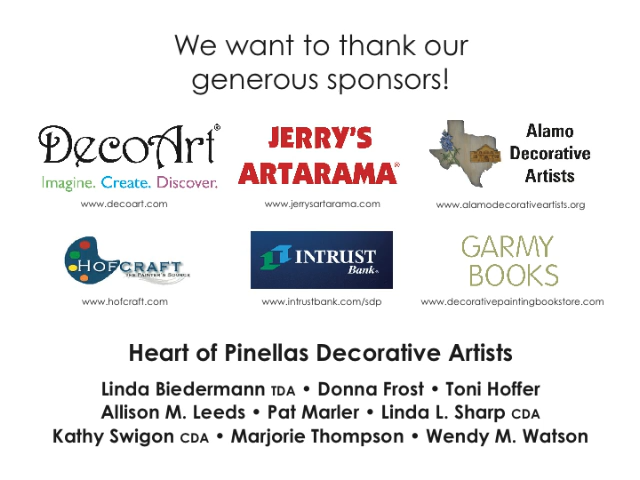 We want to thank our
generous sponsors!
DecoArt®
Imagine. Create. Discover.
www.decoart.com
JERRY'S
ARTARAMA®
www.jerrysartarama.com
Alamo
Decorative
Artists
www.alamodecorativeartists.org
HOFCRAFT
THE PAINTER'S SOURCE
www.hofcraft.com
INTRUST
Bank®
www.intrustbank.com/sdp
GARMY
BOOKS
www.decorativepaintingbookstore.com
Heart of Pinellas Decorative Artists
Linda Biedermann TDA • Donna Frost • Toni Hoffer
Allison M. Leeds • Pat Marler • Linda L. Sharp CDA
Kathy Swigon CDA • Marjorie Thompson • Wendy M. Watson